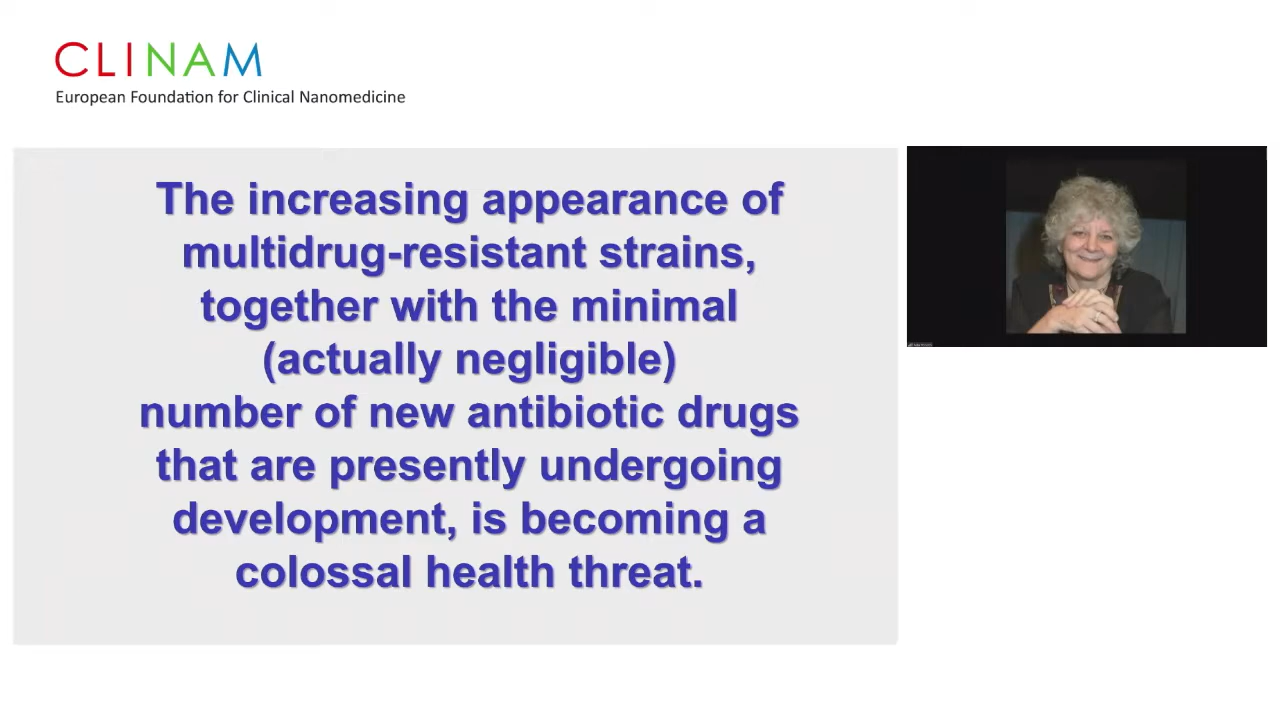 CLINAM
European Foundation for Clinical Nanomedicine
The increasing appearance of
multidrug-resistant strains,
together with the minimal
(actually negligible)
number of new antibiotic drugs
that are presently undergoing
development, is becoming a
colossal health threat.